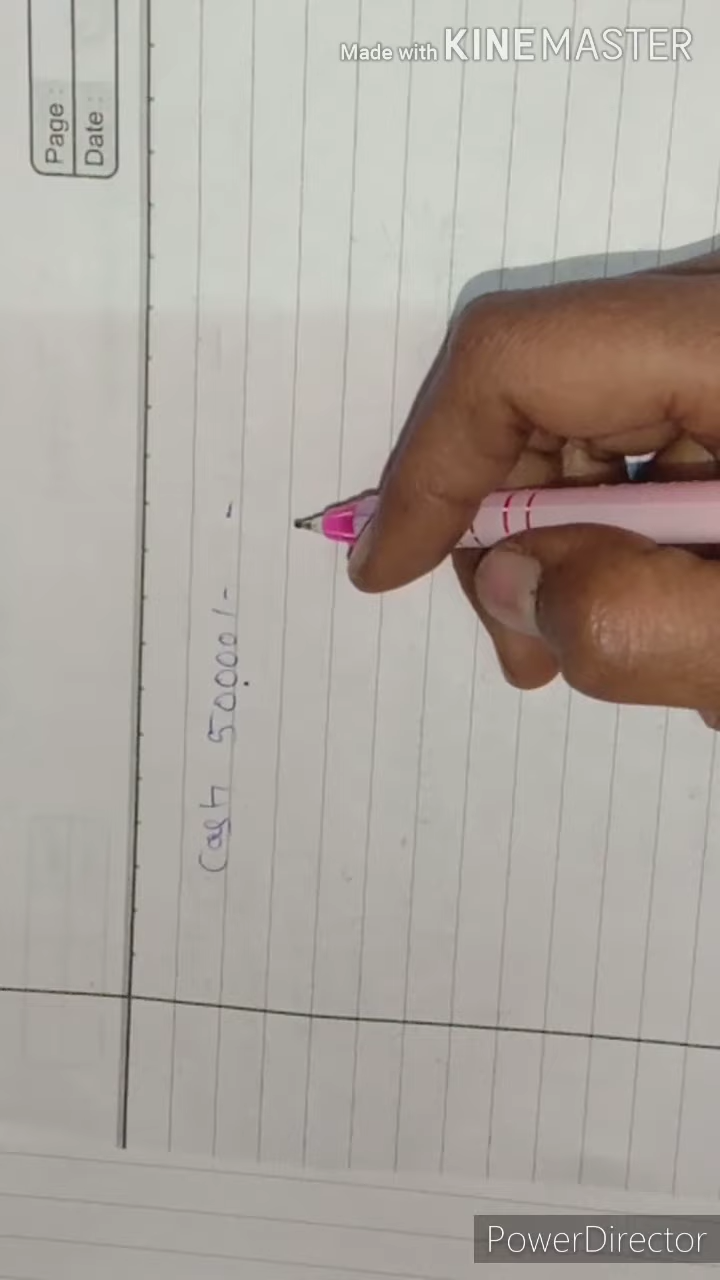 Made with KINEMASTER
Page :
Date :
Cash 50000/- -
PowerDirector